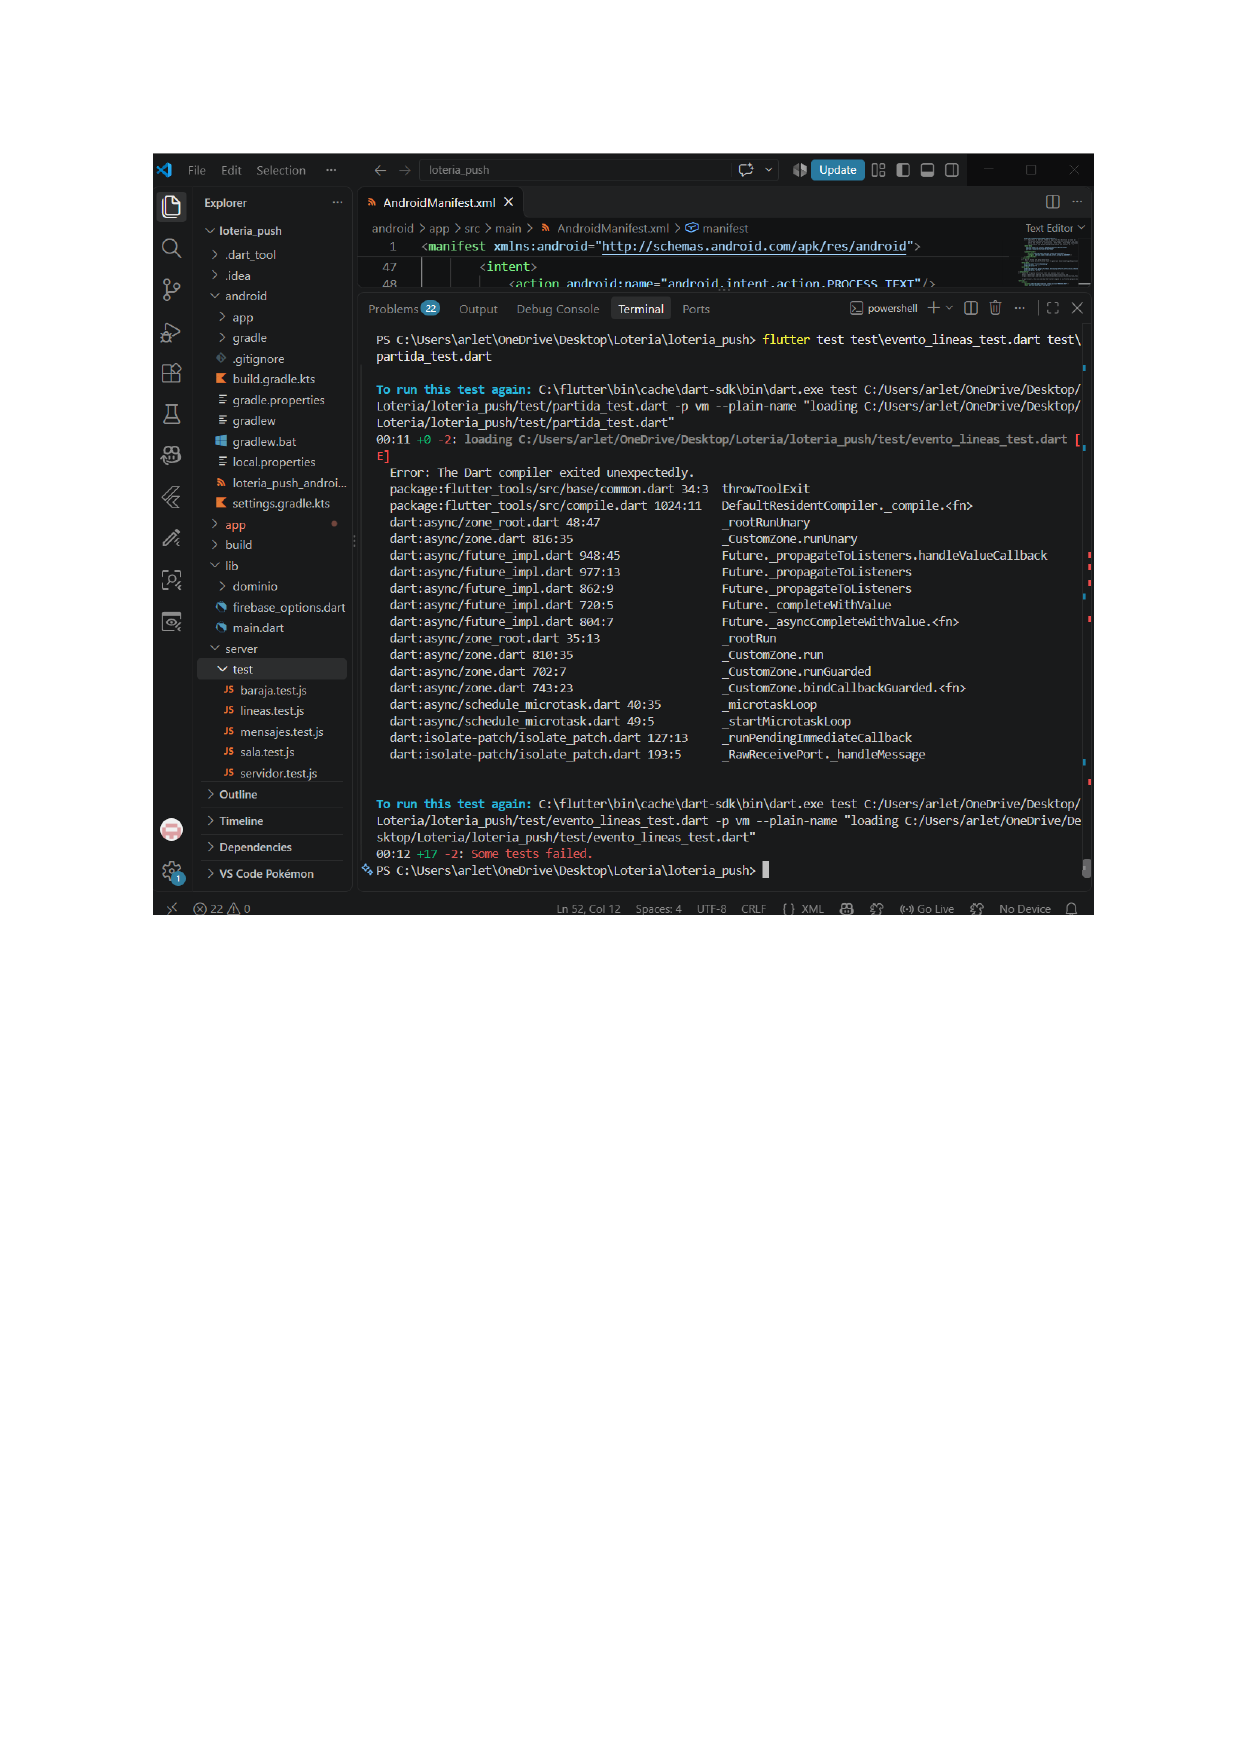 File Edit Selection ··· loteria_push Update
Explorer ···
loteria_push
.dart_tool
.idea
android
app
gradle
.gitignore
build.gradle.kts
gradle.properties
gradlew
gradlew.bat
local.properties
loteria_push_androi...
settings.gradle.kts
app
build
lib
dominio
firebase_options.dart
main.dart
server
test
JS baraja.test.js
JS lineas.test.js
JS mensajes.test.js
JS sala.test.js
JS servidor.test.js
Outline
Timeline
Dependencies
VS Code Pokémon
1
AndroidManifest.xml
android > app > src > main > AndroidManifest.xml > manifest Text Editor
1 <manifest xmlns:android="http://schemas.android.com/apk/res/android">
47 <intent>
48 <action android:name="android.intent.action.PROCESS_TEXT"/>
Problems 22 Output Debug Console Terminal Ports powershell
PS C:\Users\arlet\OneDrive\Desktop\Loteria\loteria_push> flutter test test\evento_lineas_test.dart test\
partida_test.dart
To run this test again: C:\flutter\bin\cache\dart-sdk\bin\dart.exe test C:/Users/arlet/OneDrive/Desktop/
Loteria/loteria_push/test/partida_test.dart -p vm --plain-name "loading C:/Users/arlet/OneDrive/Desktop/
Loteria/loteria_push/test/partida_test.dart"
00:11 +0 -2: loading C:/Users/arlet/OneDrive/Desktop/Loteria/loteria_push/test/evento_lineas_test.dart [
E]
Error: The Dart compiler exited unexpectedly.
package:flutter_tools/src/base/common.dart 34:3 throwToolExit
package:flutter_tools/src/compile.dart 1024:11 DefaultResidentCompiler._compile.<fn>
dart:async/zone_root.dart 48:47 _rootRunUnary
dart:async/zone.dart 816:35 _CustomZone.runUnary
dart:async/future_impl.dart 948:45 Future._propagateToListeners.handleValueCallback
dart:async/future_impl.dart 977:13 Future._propagateToListeners
dart:async/future_impl.dart 862:9 Future._propagateToListeners
dart:async/future_impl.dart 720:5 Future._completeWithValue
dart:async/future_impl.dart 804:7 Future._asyncCompleteWithValue.<fn>
dart:async/zone_root.dart 35:13 _rootRun
dart:async/zone.dart 810:35 _CustomZone.run
dart:async/zone.dart 702:7 _CustomZone.runGuarded
dart:async/zone.dart 743:23 _CustomZone.bindCallbackGuarded.<fn>
dart:async/schedule_microtask.dart 40:35 _microtaskLoop
dart:async/schedule_microtask.dart 49:5 _startMicrotaskLoop
dart:isolate-patch/isolate_patch.dart 127:13 _runPendingImmediateCallback
dart:isolate-patch/isolate_patch.dart 193:5 _RawReceivePort._handleMessage
To run this test again: C:\flutter\bin\cache\dart-sdk\bin\dart.exe test C:/Users/arlet/OneDrive/Desktop/
Loteria/loteria_push/test/evento_lineas_test.dart -p vm --plain-name "loading C:/Users/arlet/OneDrive/De
sktop/Loteria/loteria_push/test/evento_lineas_test.dart"
00:12 +17 -2: Some tests failed.
PS C:\Users\arlet\OneDrive\Desktop\Loteria\loteria_push>
22 0 Ln 52, Col 12 Spaces: 4 UTF-8 CRLF { } XML Go Live No Device